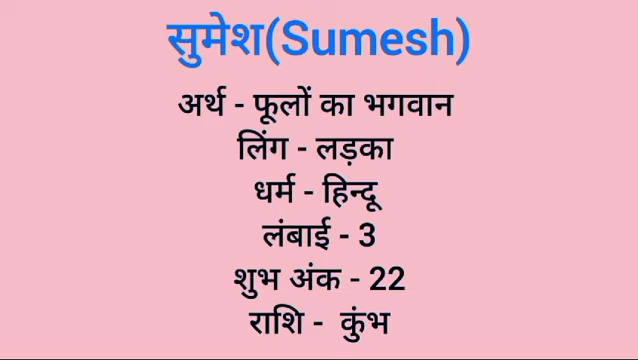 सुमेश(Sumesh)
अर्थ - फूलों का भगवान
लिंग - लड़का
धर्म - हिन्दू
लंबाई - 3
शुभ अंक - 22
राशि - कुंभ